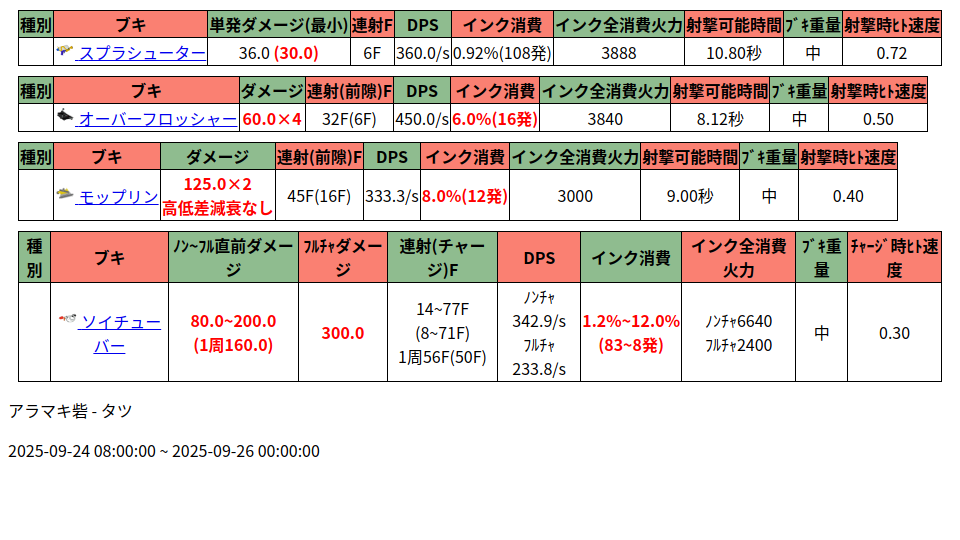 種別 ブキ 単発ダメージ(最小) 連射F DPS インク消費 インク全消費火力 射撃可能時間 ﾌﾞｷ重量 射撃時ﾋﾄ速度
スプラシューター 36.0 (30.0) 6F 360.0/s 0.92%(108発) 3888 10.80秒 中 0.72
種別 ブキ ダメージ 連射(前隙)F DPS インク消費 インク全消費火力 射撃可能時間 ﾌﾞｷ重量 射撃時ﾋﾄ速度
オーバーフロッシャー 60.0×4 32F(6F) 450.0/s 6.0%(16発) 3840 8.12秒 中 0.50
種別 ブキ ダメージ 連射(前隙)F DPS インク消費 インク全消費火力 射撃可能時間 ﾌﾞｷ重量 射撃時ﾋﾄ速度
モップリン 125.0×2 45F(16F) 333.3/s 8.0%(12発) 3000 9.00秒 中 0.40
高低差減衰なし
種 ブキ ﾉﾝ~ﾌﾙ直前ダメー ﾌﾙﾁｬダメー 連射(チャー DPS インク消費 インク全消費 ﾌﾞｷ重 ﾁｬｰｼﾞ時ﾋﾄ速
別 ジ ジ ジ)F 火力 量 度
ソイチュー
バー
80.0~200.0
(1周160.0)
300.0
14~77F
(8~71F)
1周56F(50F)
ﾉﾝﾁｬ
342.9/s
ﾌﾙﾁｬ
233.8/s
1.2%~12.0%
(83~8発)
ﾉﾝﾁｬ6640
ﾌﾙﾁｬ2400
中
0.30
アラマキ砦 - タツ
2025-09-24 08:00:00 ~ 2025-09-26 00:00:00